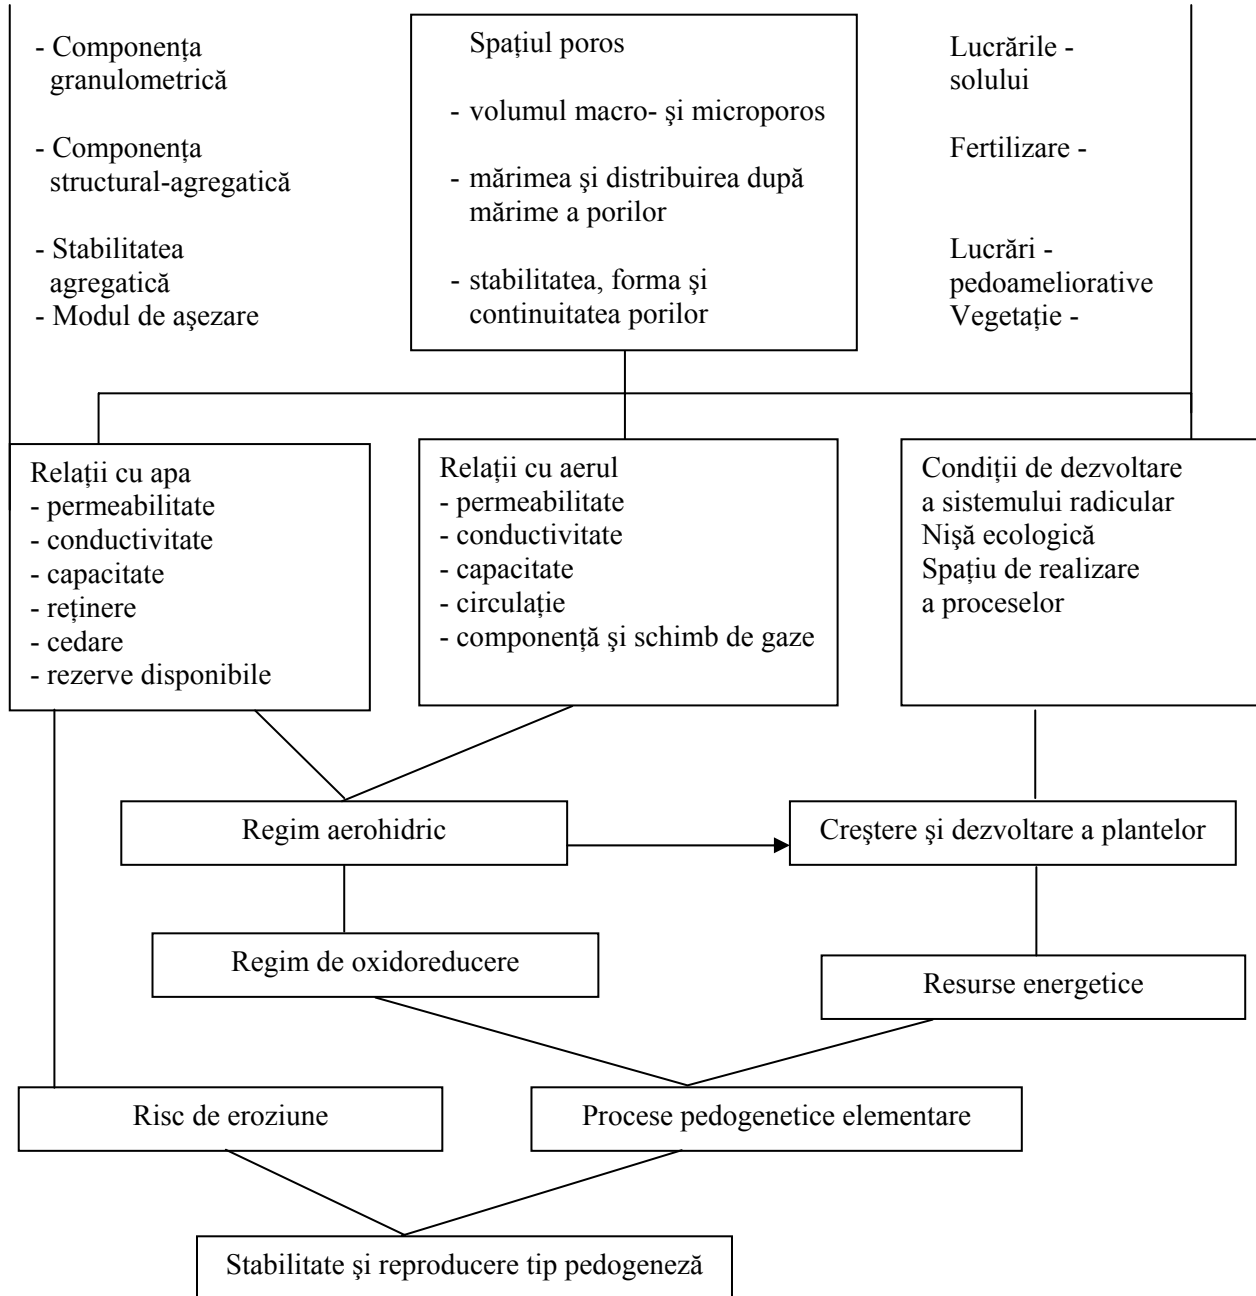 - Componența
granulometrică
- Componența
structural-agregatică
- Stabilitatea
agregatică
- Modul de aşezare
Spațiul poros
- volumul macro- şi microporos
- mărimea şi distribuirea după
mărime a porilor
- stabilitatea, forma şi
continuitatea porilor
Lucrările -
solului
Fertilizare -
Lucrări -
pedoameliorative
Vegetație -
Relații cu apa
- permeabilitate
- conductivitate
- capacitate
- reținere
- cedare
- rezerve disponibile
Relații cu aerul
- permeabilitate
- conductivitate
- capacitate
- circulație
- componență şi schimb de gaze
Condiții de dezvoltare
a sistemului radicular
Nişă ecologică
Spațiu de realizare
a proceselor
Regim aerohidric
Creştere şi dezvoltare a plantelor
Regim de oxidoreducere
Resurse energetice
Risc de eroziune
Procese pedogenetice elementare
Stabilitate şi reproducere tip pedogeneză